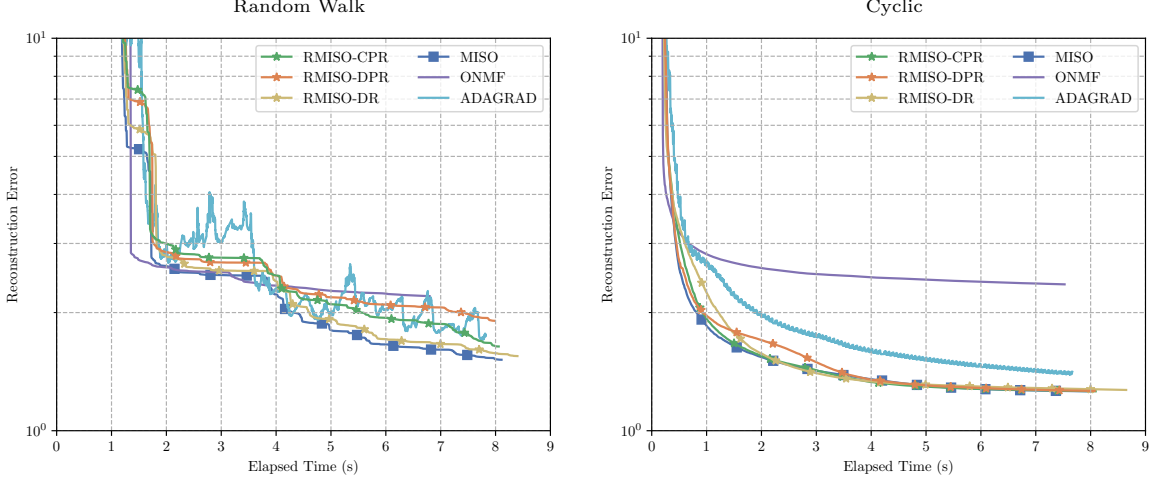 Random Walk
10^1
10^0
Reconstruction Error
RMISO-CPR
RMISO-DPR
RMISO-DR
MISO
ONMF
ADAGRAD
0 1 2 3 4 5 6 7 8 9
Elapsed Time (s)
Cyclic
10^1
10^0
Reconstruction Error
RMISO-CPR
RMISO-DPR
RMISO-DR
MISO
ONMF
ADAGRAD
0 1 2 3 4 5 6 7 8 9
Elapsed Time (s)